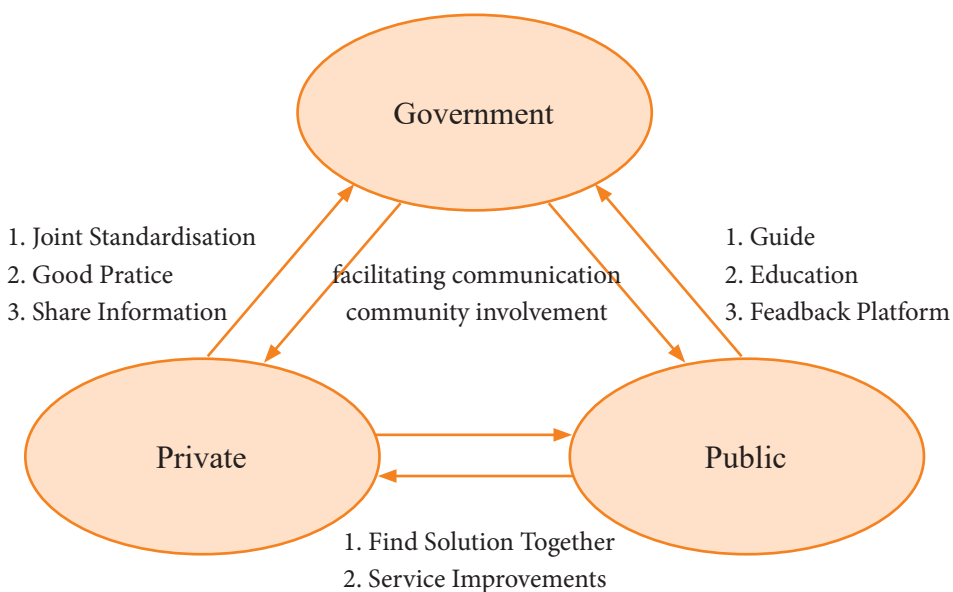 Government
1. Joint Standardisation
2. Good Pratice
3. Share Information
facilitating communication
community involvement
1. Guide
2. Education
3. Feadback Platform
Private
Public
1. Find Solution Together
2. Service Improvements